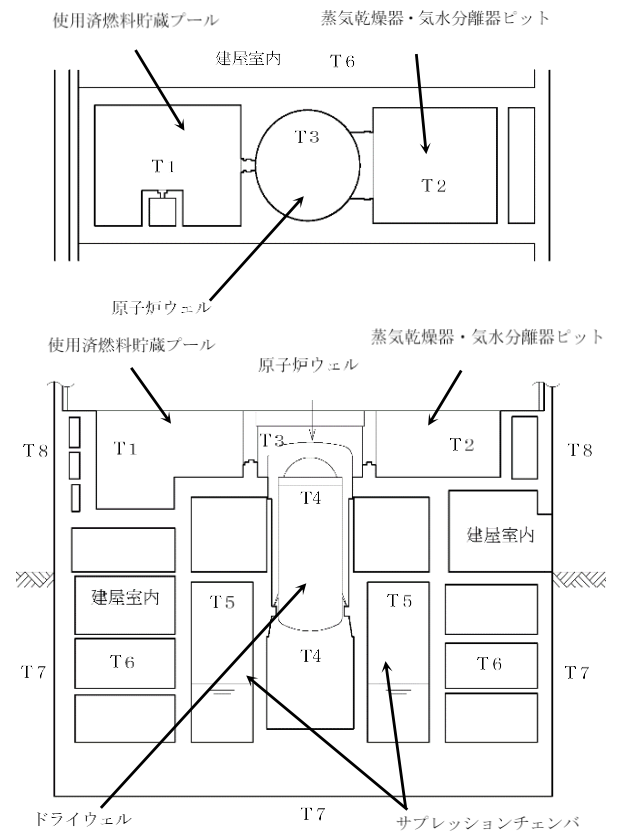 使用済燃料貯蔵プール
蒸気乾燥器・気水分離器ピット
建屋室内 T6
T3
T1
T2
原子炉ウェル
使用済燃料貯蔵プール
蒸気乾燥器・気水分離器ピット
原子炉ウェル
T8 T1 T3 T2 T8
T4
建屋室内
建屋室内 T5 T5
T7 T6 T4 T6 T7
ドライウェル T7 サプレッションチェンバ